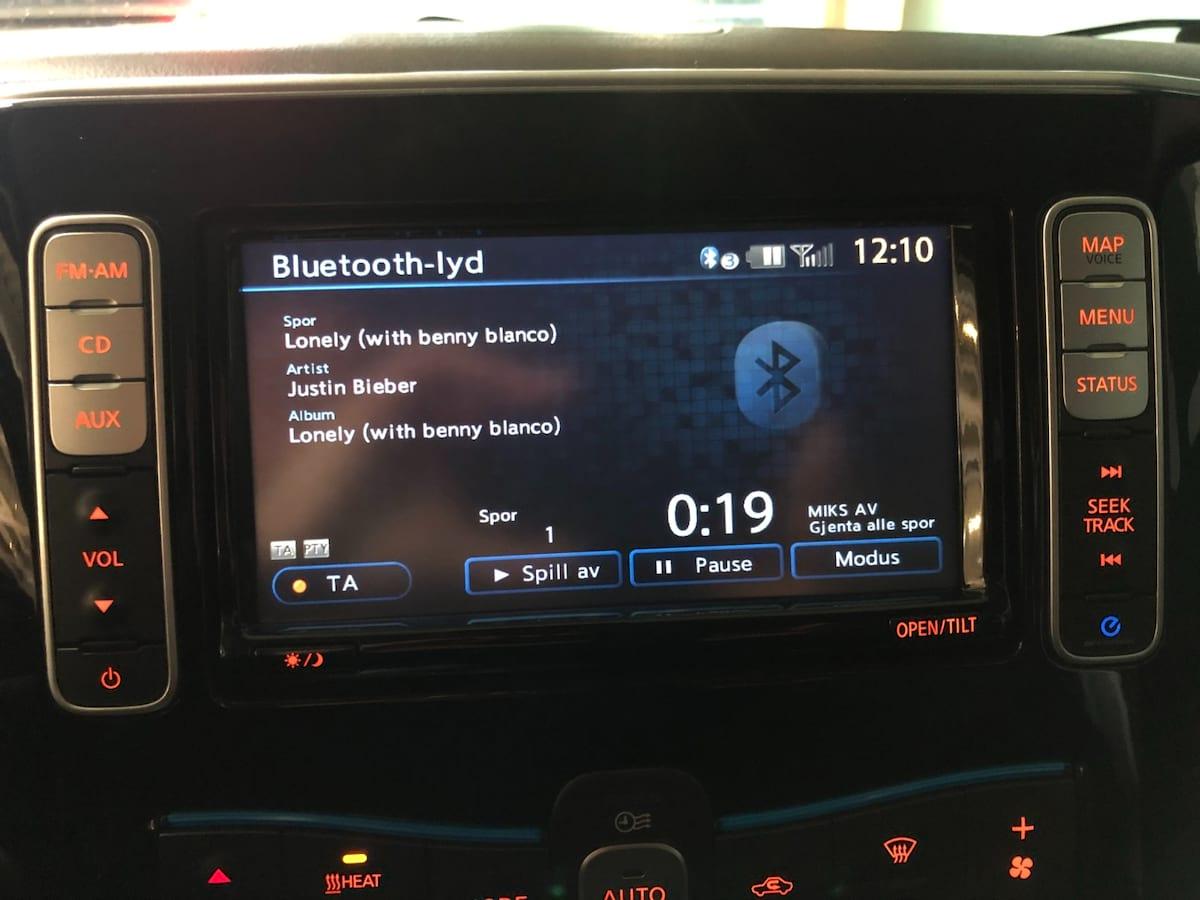 FM·AM
CD
AUX
VOL
Bluetooth-lyd
3
12:10
Spor
Lonely (with benny blanco)
Artist
Justin Bieber
Album
Lonely (with benny blanco)
Spor
1
0:19
MIKS AV
Gjenta alle spor
TA PTY
TA
Spill av
Pause
Modus
OPEN/TILT
MAP
VOICE
MENU
STATUS
SEEK
TRACK
HEAT
AUTO